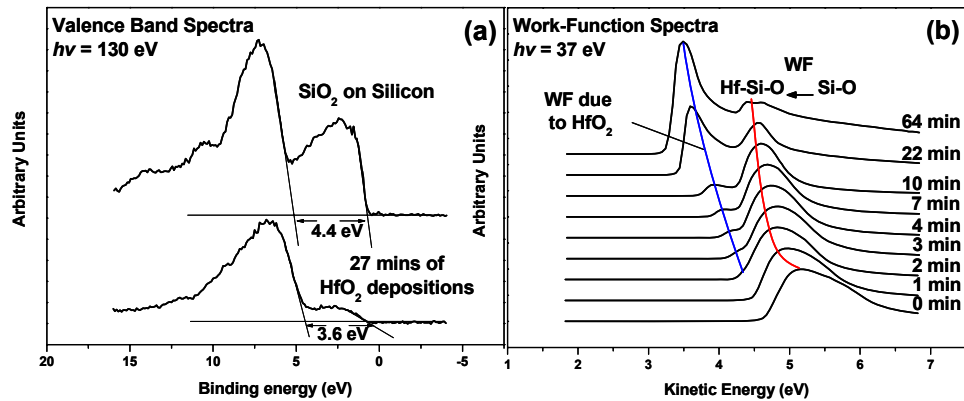 Valence Band Spectra
hν = 130 eV
(a)
SiO2 on Silicon
4.4 eV
27 mins of
HfO2 depositions
3.6 eV
Arbitrary Units
20 15 10 5 0 -5
Binding energy (eV)
Work-Function Spectra
hν = 37 eV
(b)
WF
Hf-Si-O Si-O
WF due
to HfO2
64 min
22 min
10 min
7 min
4 min
3 min
2 min
1 min
0 min
Arbitrary Units
1 2 3 4 5 6 7
Kinetic Energy (eV)